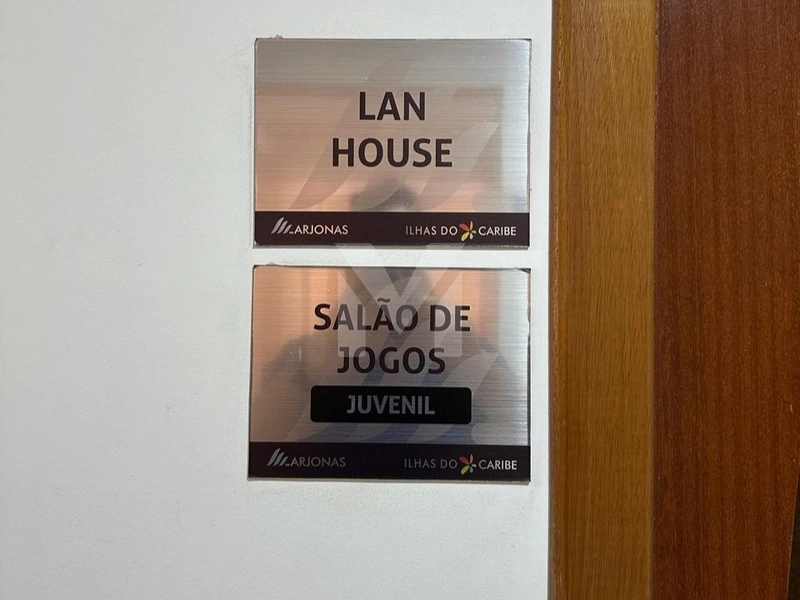 LAN
HOUSE
ARJONAS ILHAS DO CARIBE
SALÃO DE
JOGOS
JUVENIL
ARJONAS ILHAS DO CARIBE